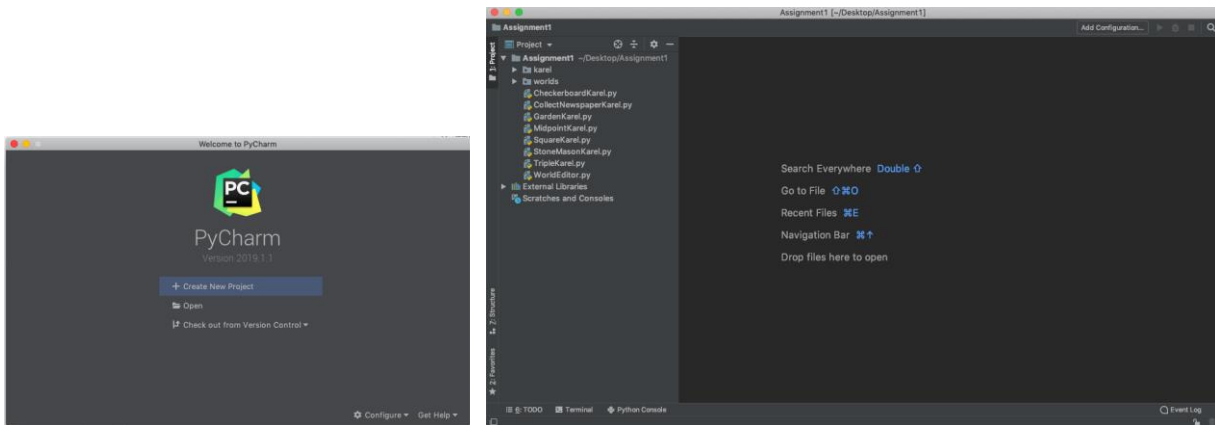 Welcome to PyCharm
PC
PyCharm
Version 2019.1.1
+ Create New Project
Open
Check out from Version Control
Configure Get Help
Assignment1 [~/Desktop/Assignment1]
Assignment1
Add Configuration...
1: Project
Project
Assignment1 ~/Desktop/Assignment1
karel
worlds
CheckerboardKarel.py
CollectNewspaperKarel.py
GardenKarel.py
MidpointKarel.py
SquareKarel.py
StoneMasonKarel.py
TripleKarel.py
WorldEditor.py
External Libraries
Scratches and Consoles
Search Everywhere Double ⇧
Go to File ⇧⌘O
Recent Files ⌘E
Navigation Bar ⌘↑
Drop files here to open
Z: Structure
2: Favorites
6: TODO Terminal Python Console
Event Log